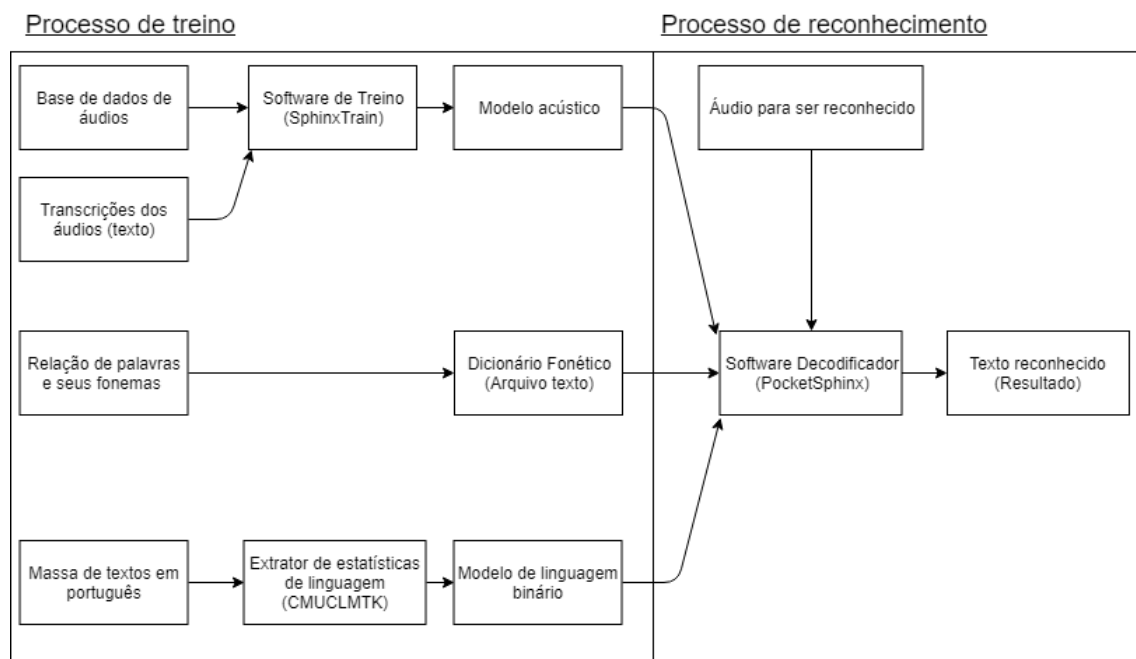 Processo de treino
Processo de reconhecimento
Base de dados de
áudios
Software de Treino
(SphinxTrain)
Modelo acústico
Áudio para ser reconhecido
Transcrições dos
áudios (texto)
Relação de palavras
e seus fonemas
Dicionário Fonético
(Arquivo texto)
Software Decodificador
(PocketSphinx)
Texto reconhecido
(Resultado)
Massa de textos em
português
Extrator de estatísticas
de linguagem
(CMUCLMTK)
Modelo de linguagem
binário